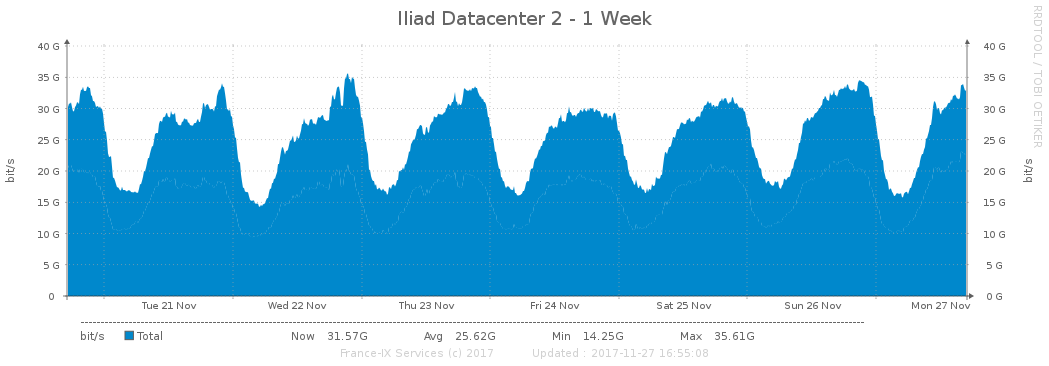 Iliad Datacenter 2 - 1 Week
RRDTOOL / TOBI OETIKER
40 G 40 G
35 G 35 G
30 G 30 G
25 G 25 G
20 G 20 G
15 G 15 G
10 G 10 G
5 G 5 G
0 0 G
bit/s
bit/s
Tue 21 Nov Wed 22 Nov Thu 23 Nov Fri 24 Nov Sat 25 Nov Sun 26 Nov Mon 27 Nov
bit/s Total Now 31.57G Avg 25.62G Min 14.25G Max 35.61G
France-IX Services (c) 2017 Updated : 2017-11-27 16:55:08